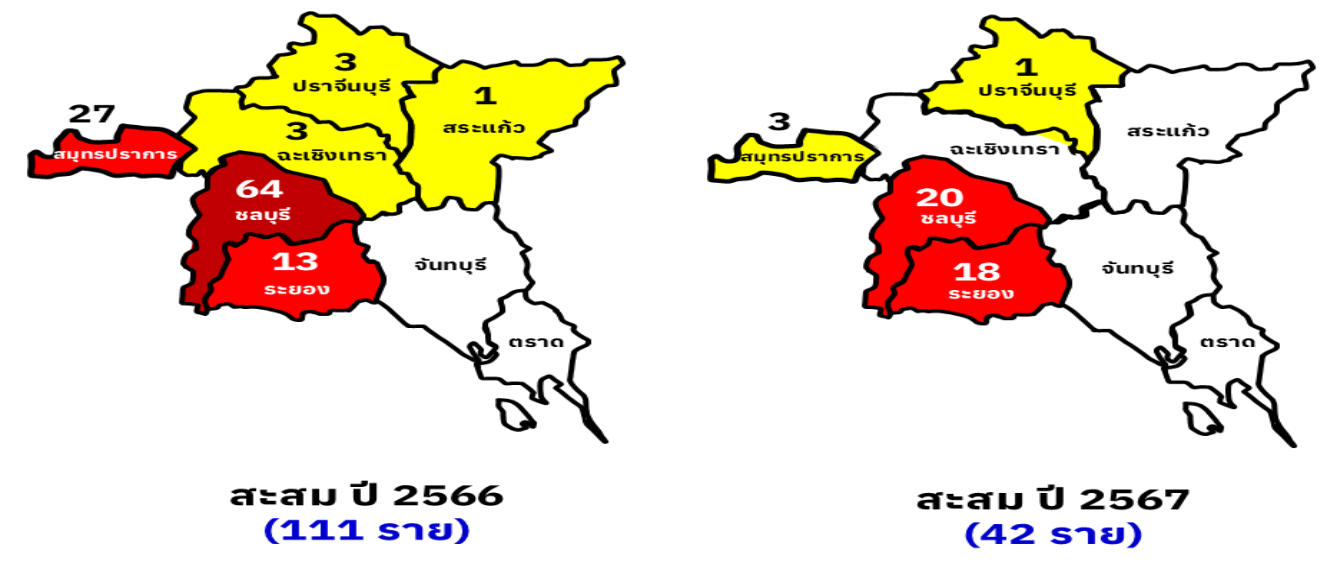 3
ปราจีนบุรี
1
สระแก้ว
27
สมุทรปราการ
3
ฉะเชิงเทรา
64
ชลบุรี
13
ระยอง
จันทบุรี
ตราด
สะสม ปี 2566
(111 ราย)
1
ปราจีนบุรี
สระแก้ว
3
สมุทรปราการ
ฉะเชิงเทรา
20
ชลบุรี
18
ระยอง
จันทบุรี
ตราด
สะสม ปี 2567
(42 ราย)